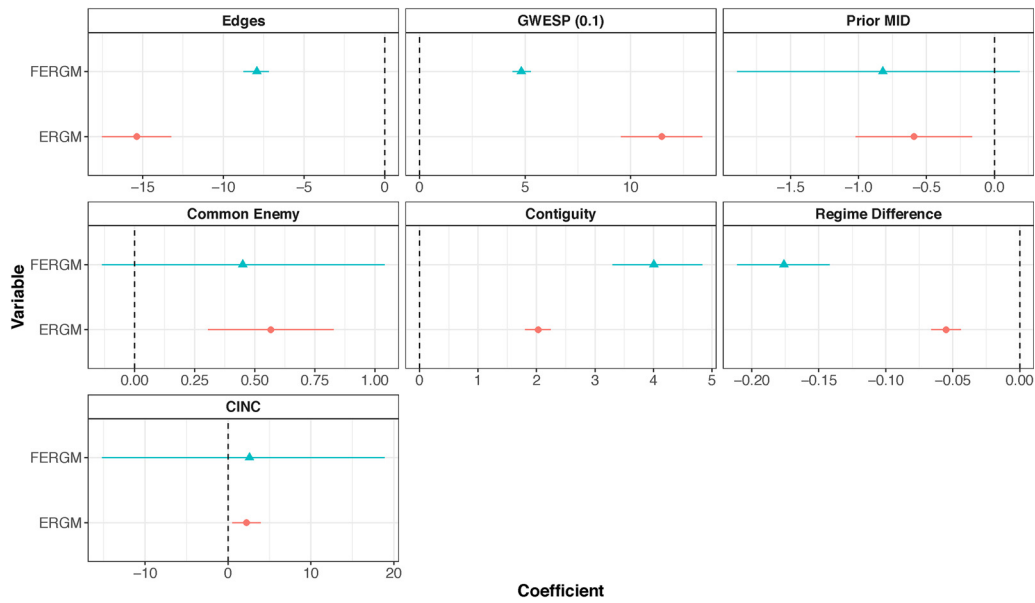 Edges
GWESP (0.1)
Prior MID
FERGM
ERGM
−15
−10
−5
0
0
5
10
−1.5
−1.0
−0.5
0.0
Common Enemy
Contiguity
Regime Difference
FERGM
ERGM
0.00
0.25
0.50
0.75
1.00
0
1
2
3
4
5
−0.20
−0.15
−0.10
−0.05
0.00
CINC
FERGM
ERGM
−10
0
10
20
Variable
Coefficient